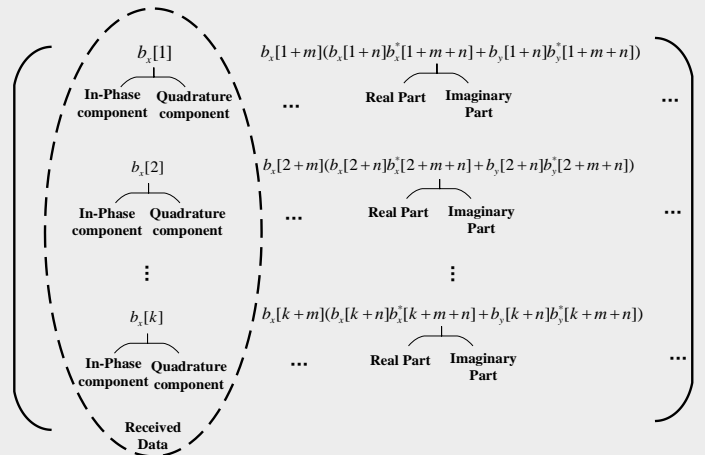 b_x[1] b_x[1+m](b_x[1+n]b_x^*[1+m+n]+b_y[1+n]b_y^*[1+m+n])
In-Phase component Quadrature component ... Real Part Imaginary Part ...
b_x[2] b_x[2+m](b_x[2+n]b_x^*[2+m+n]+b_y[2+n]b_y^*[2+m+n])
In-Phase component Quadrature component ... Real Part Imaginary Part ...
⋮ ⋮
b_x[k] b_x[k+m](b_x[k+n]b_x^*[k+m+n]+b_y[k+n]b_y^*[k+m+n])
In-Phase component Quadrature component ... Real Part Imaginary Part ...
Received
Data